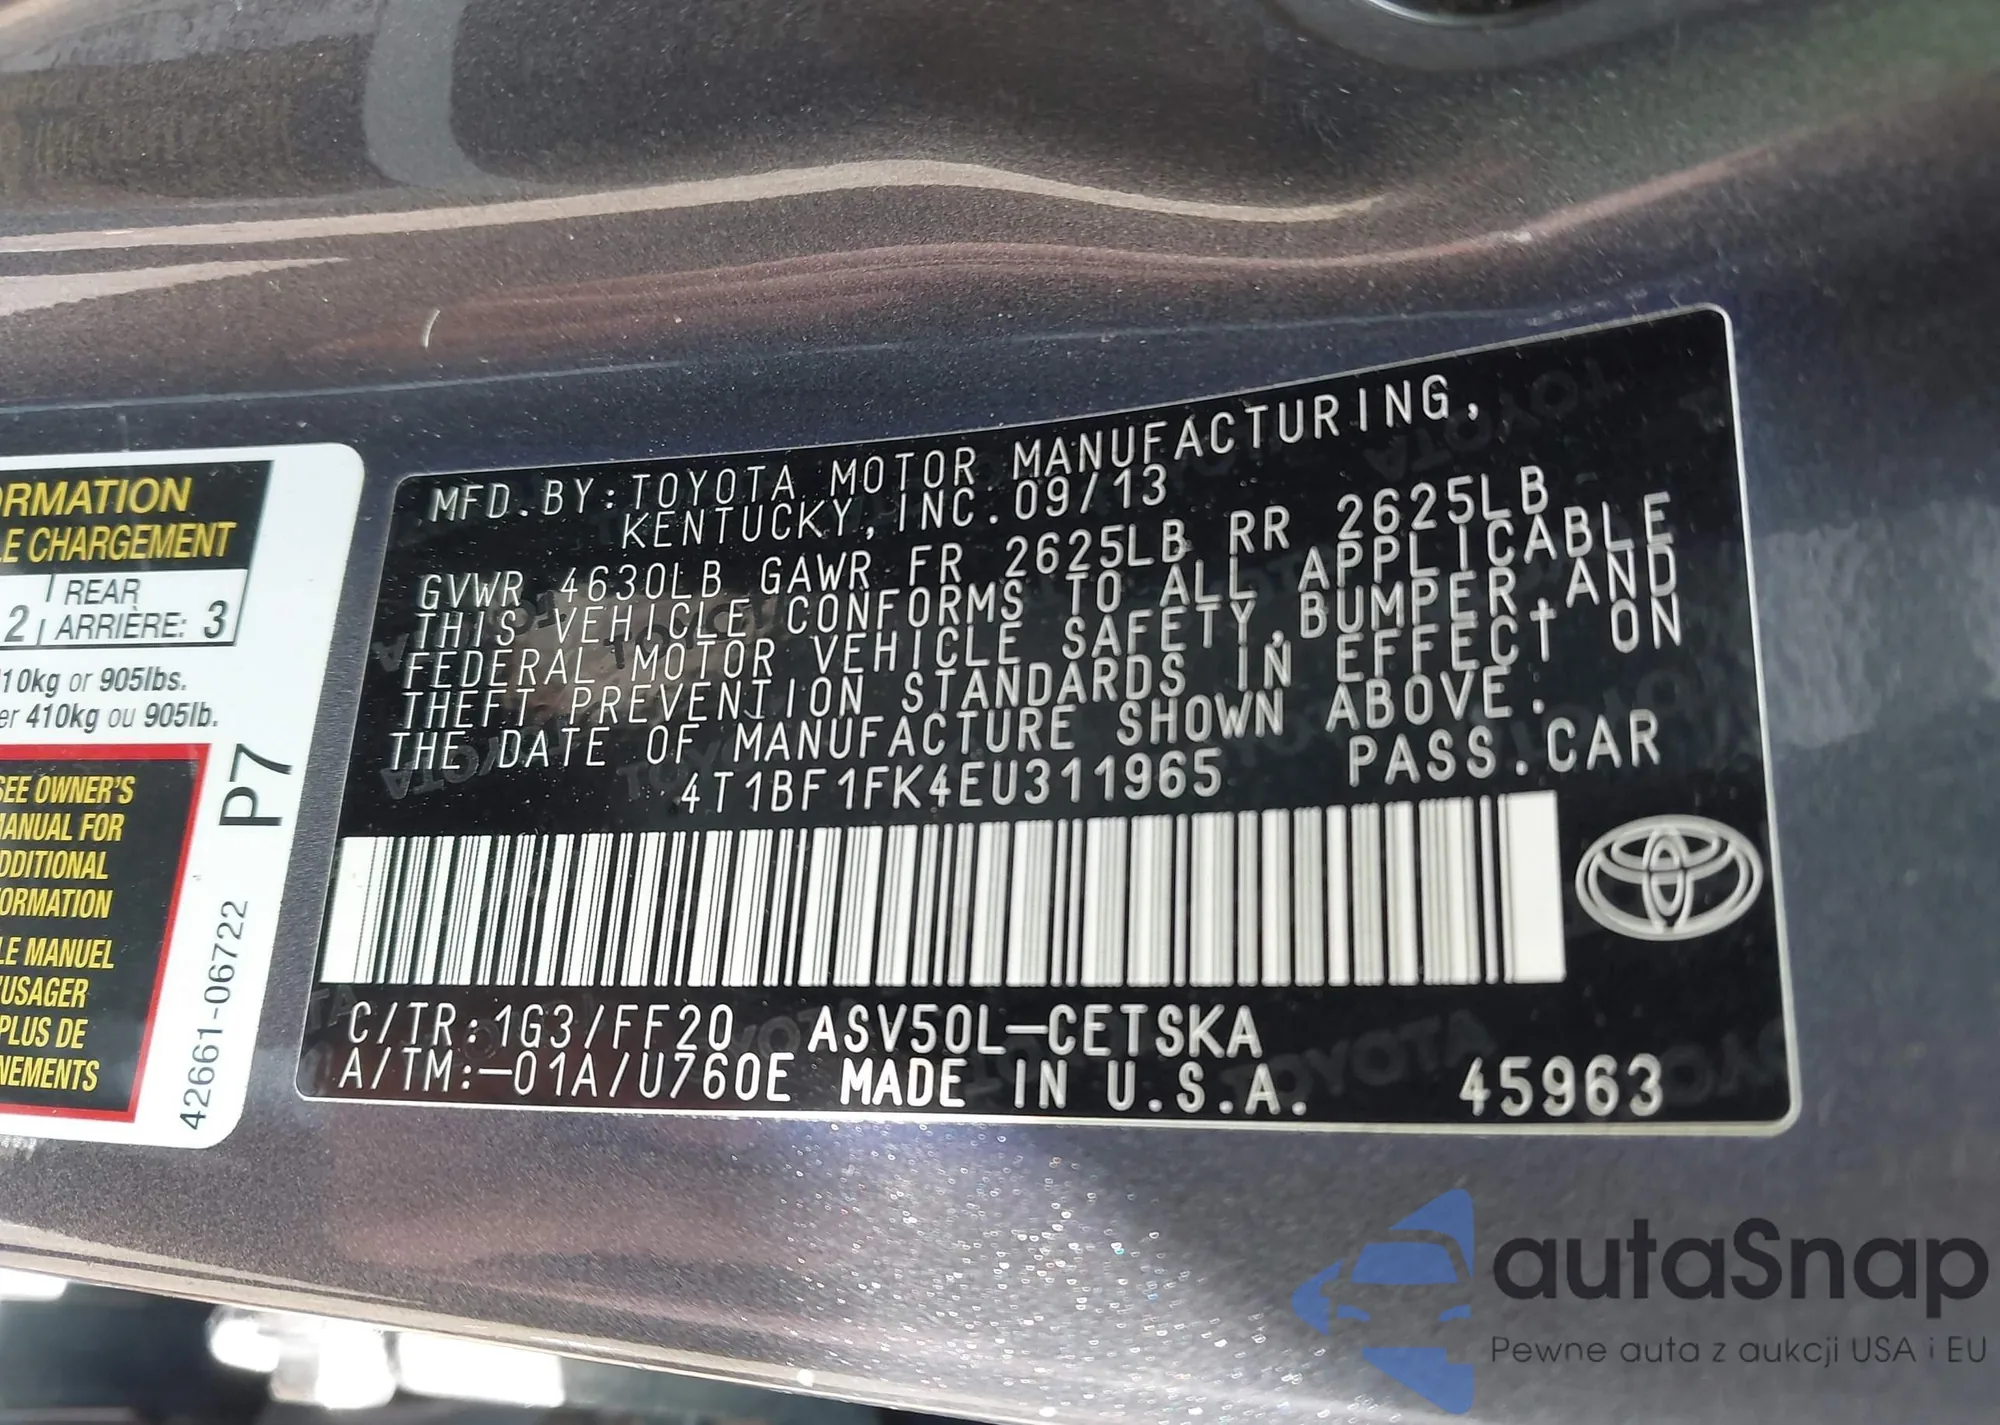 ORMATION
LE CHARGEMENT
REAR
2 ARRIÈRE: 3
10kg or 905lbs.
er 410kg ou 905lb.
SEE OWNER'S
MANUAL FOR
ADDITIONAL
ORMATION
LE MANUEL
'USAGER
PLUS DE
NEMENTS
P7
42661-06722
MFD. BY: TOYOTA MOTOR MANUFACTURING,
KENTUCKY, INC. 09/13
GVWR 4630LB GAWR FR 2625LB RR 2625LB
THIS VEHICLE CONFORMS TO ALL APPLICABLE
FEDERAL MOTOR VEHICLE SAFETY, BUMPER, AND
THEFT PREVENTION STANDARDS IN EFFECT ON
THE DATE OF MANUFACTURE SHOWN ABOVE.
4T1BF1FK4EU311965 PASS. CAR
C/TR: 1G3/FF20 ASV50L-CETSKA
A/TM: -01A/U760E MADE IN U.S.A. 45963
autaSnap
Pewne auta z aukcji USA i EU